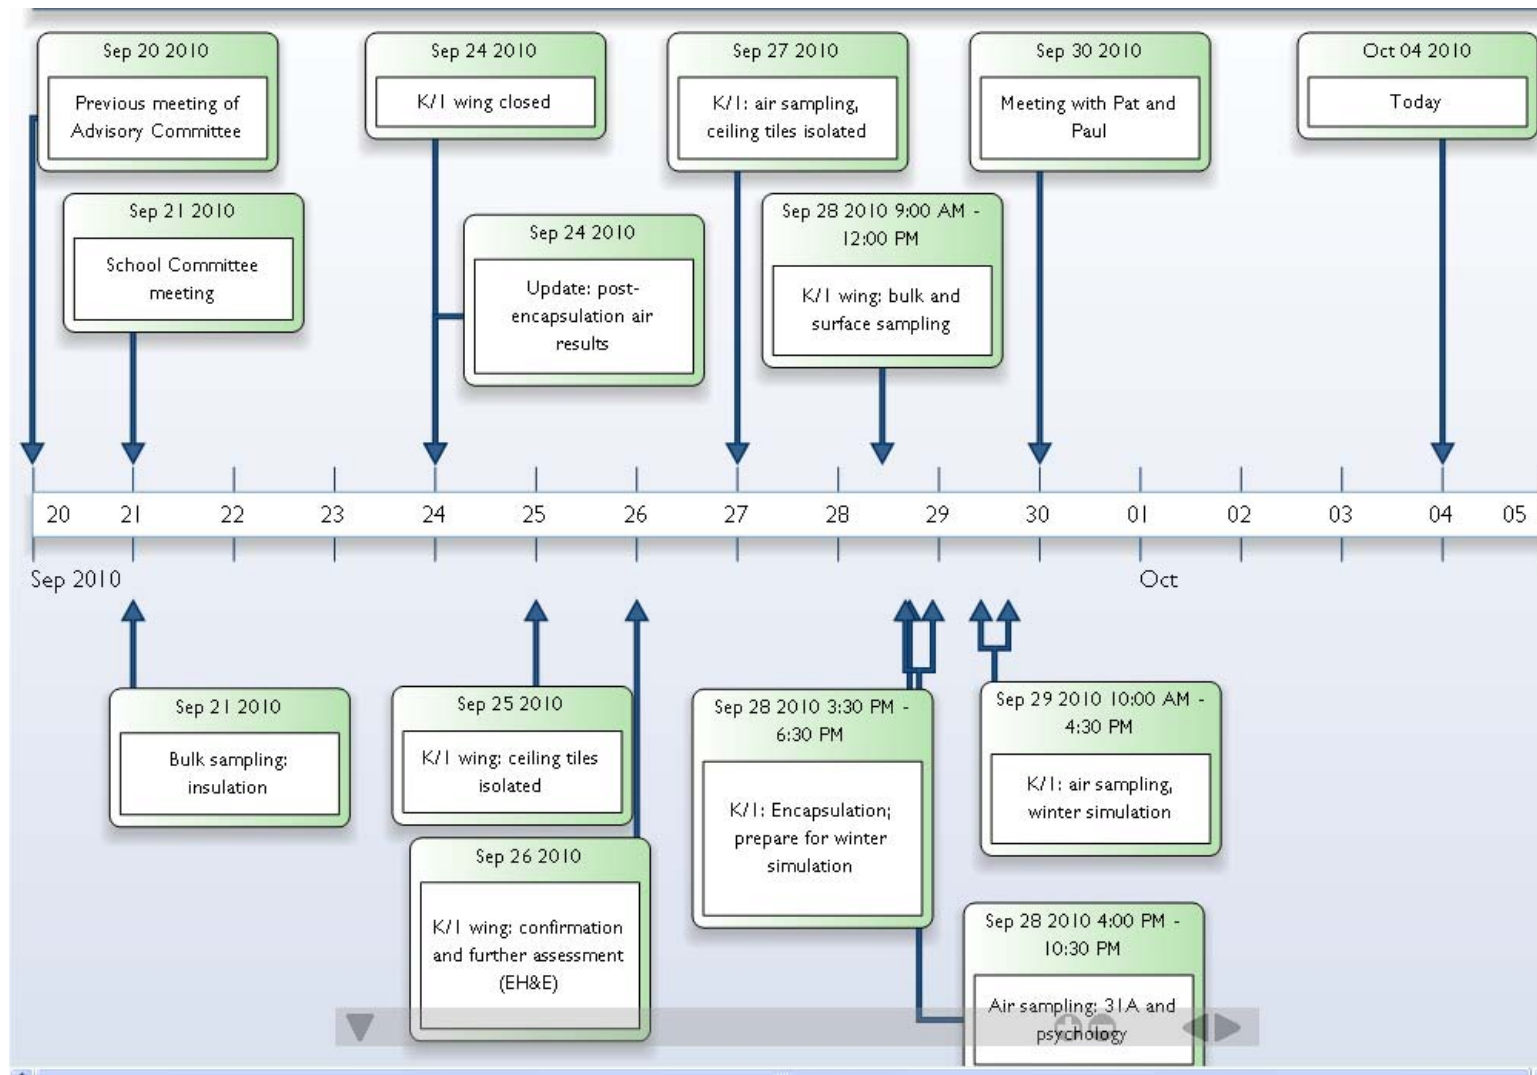 Sep 20 2010
Previous meeting of
Advisory Committee
Sep 24 2010
K/1 wing closed
Sep 27 2010
K/1: air sampling,
ceiling tiles isolated
Sep 30 2010
Meeting with Pat and
Paul
Oct 04 2010
Today
Sep 21 2010
School Committee
meeting
Sep 24 2010
Update: post-
encapsulation air
results
Sep 28 2010 9:00 AM -
12:00 PM
K/1 wing: bulk and
surface sampling
20 21 22 23 24 25 26 27 28 29 30 01 02 03 04 05
Sep 2010 Oct
Sep 21 2010
Bulk sampling:
insulation
Sep 25 2010
K/1 wing: ceiling tiles
isolated
Sep 26 2010
K/1 wing: confirmation
and further assessment
(EH&E)
Sep 28 2010 3:30 PM -
6:30 PM
K/1: Encapsulation;
prepare for winter
simulation
Sep 29 2010 10:00 AM -
4:30 PM
K/1: air sampling,
winter simulation
Sep 28 2010 4:00 PM -
10:30 PM
Air sampling: 31A and
psychology